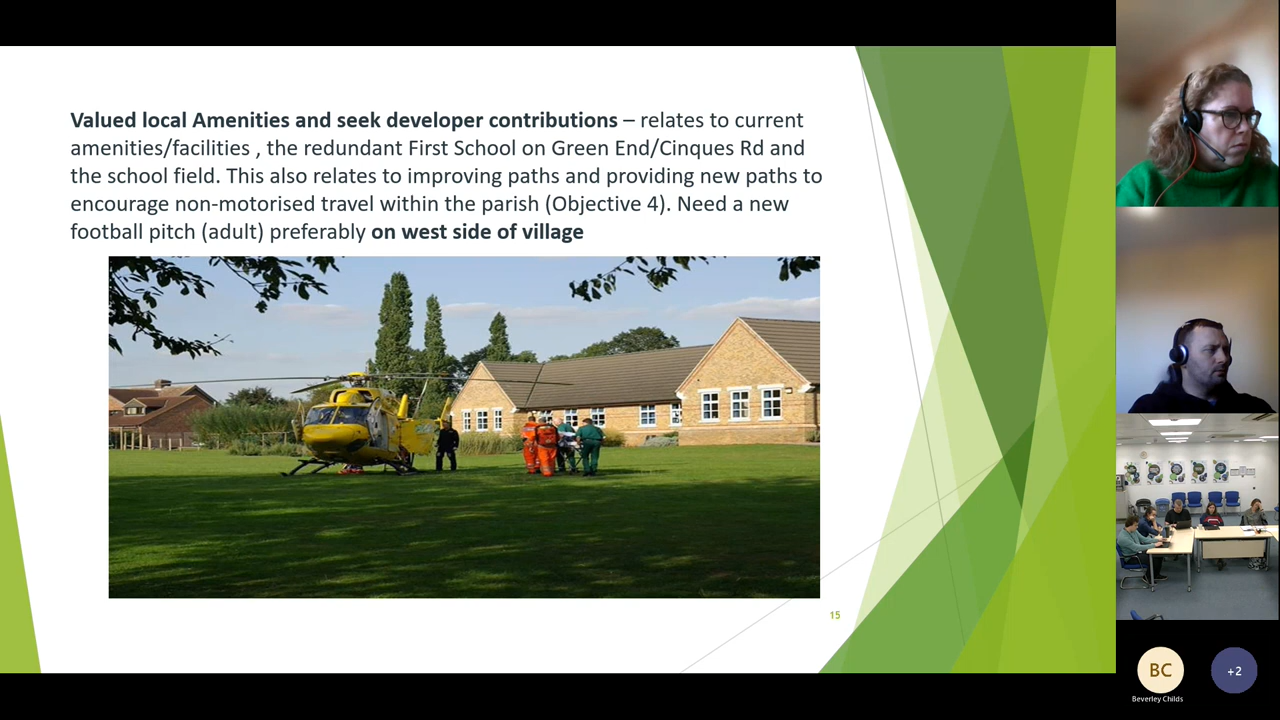 Valued local Amenities and seek developer contributions – relates to current
amenities/facilities , the redundant First School on Green End/Cinques Rd and
the school field. This also relates to improving paths and providing new paths to
encourage non-motorised travel within the parish (Objective 4). Need a new
football pitch (adult) preferably on west side of village
15
BC
+2
Beverley Childs